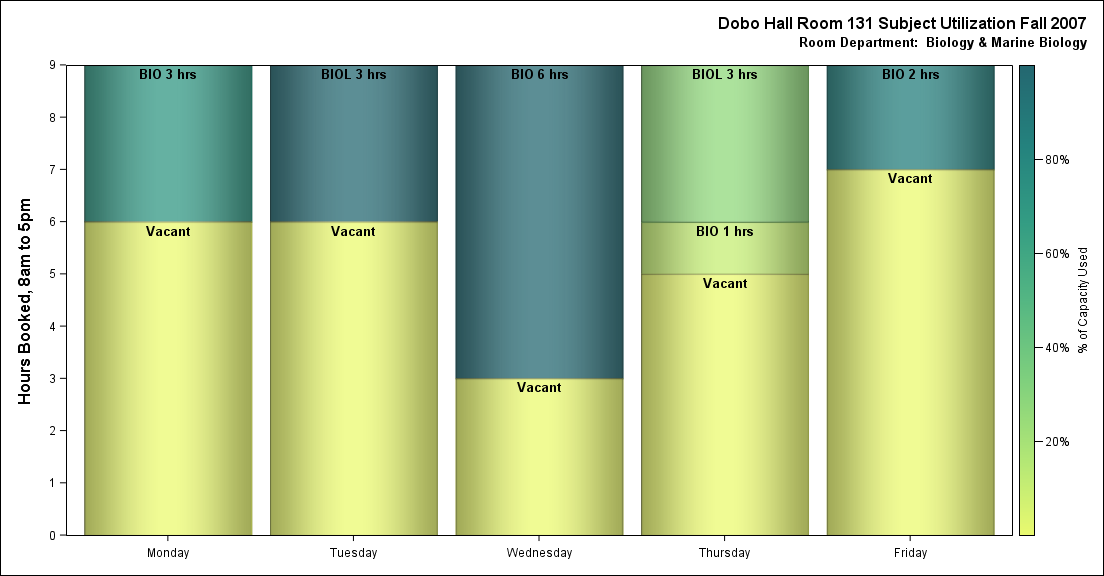 Dobo Hall Room 131 Subject Utilization Fall 2007
Room Department:  Biology & Marine Biology
Hours Booked, 8am to 5pm
9
8
7
6
5
4
3
2
1
0
BIO 3 hrs
Vacant
BIOL 3 hrs
Vacant
BIO 6 hrs
Vacant
BIOL 3 hrs
BIO 1 hrs
Vacant
BIO 2 hrs
Vacant
Monday
Tuesday
Wednesday
Thursday
Friday
80%
60%
40%
20%
% of Capacity Used